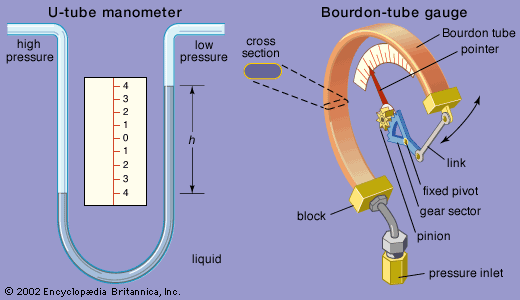 U-tube manometer
high
pressure
low
pressure
4
3
2
1
0
1
2
3
4
h
liquid
© 2002 Encyclopædia Britannica, Inc.
Bourdon-tube gauge
cross
section
Bourdon tube
pointer
link
fixed pivot
gear sector
pinion
block
pressure inlet